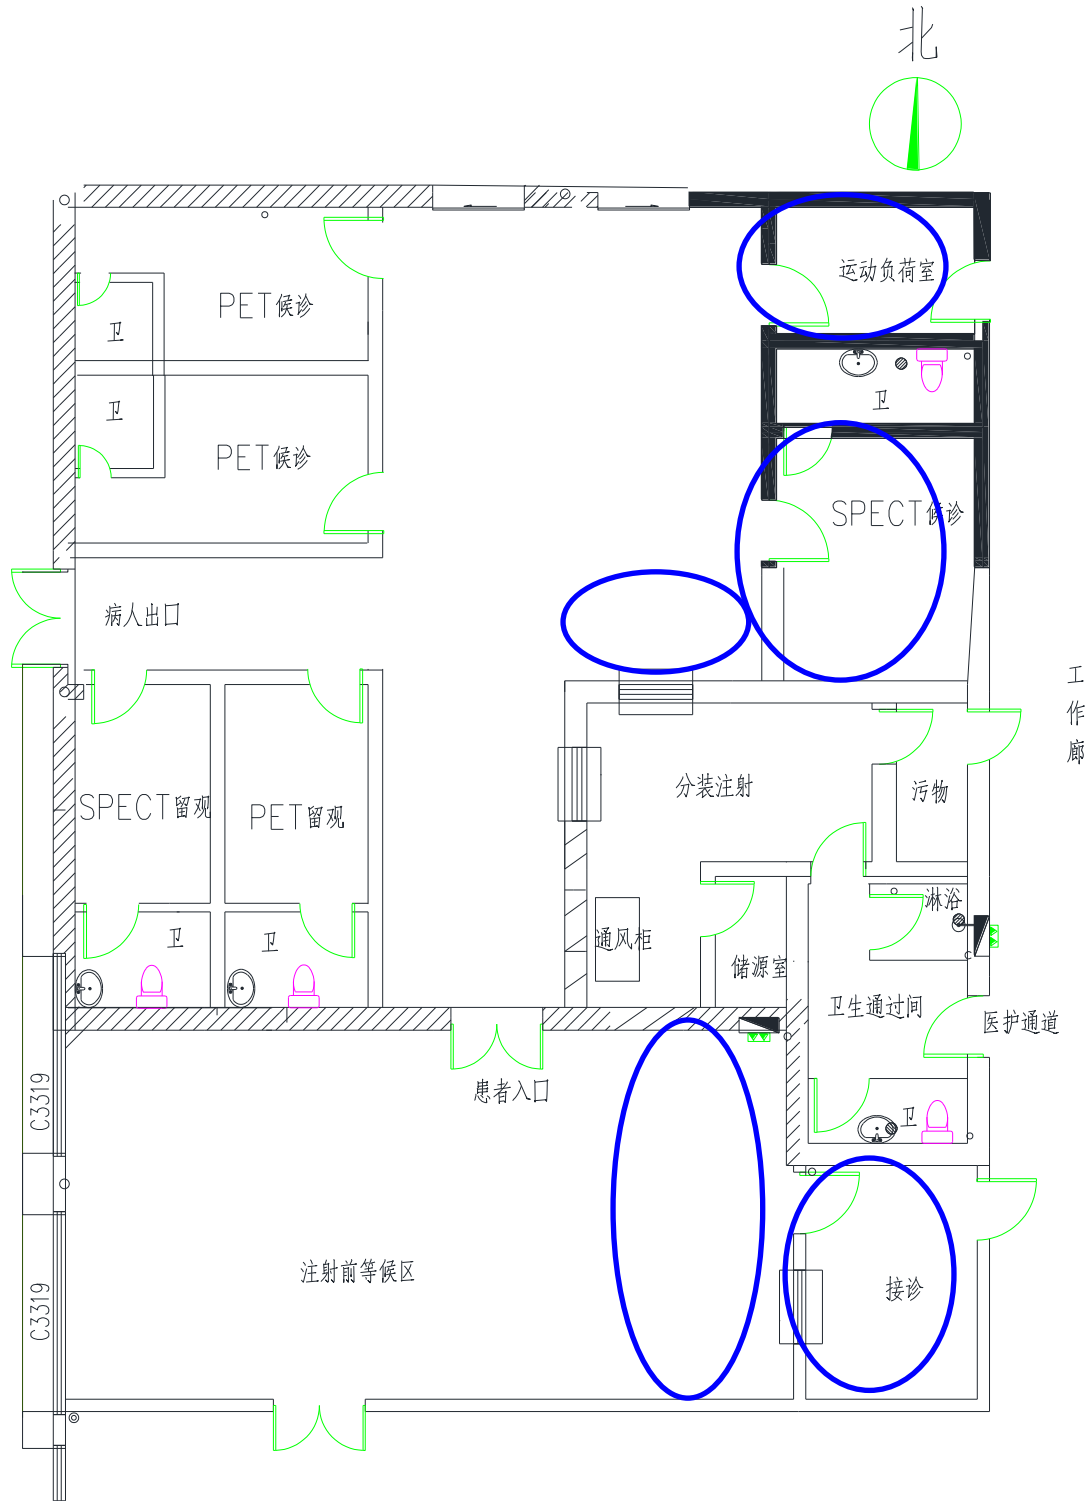 北
运动负荷室
PET候诊
卫
卫
卫
PET候诊
SPECT候诊
病人出口
工作廊
分装注射
污物
SPECT留观
PET留观
淋浴
卫
卫
通风柜
储源室
卫生通过间
医护通道
C3319
患者入口
卫
注射前等候区
接诊
C3319